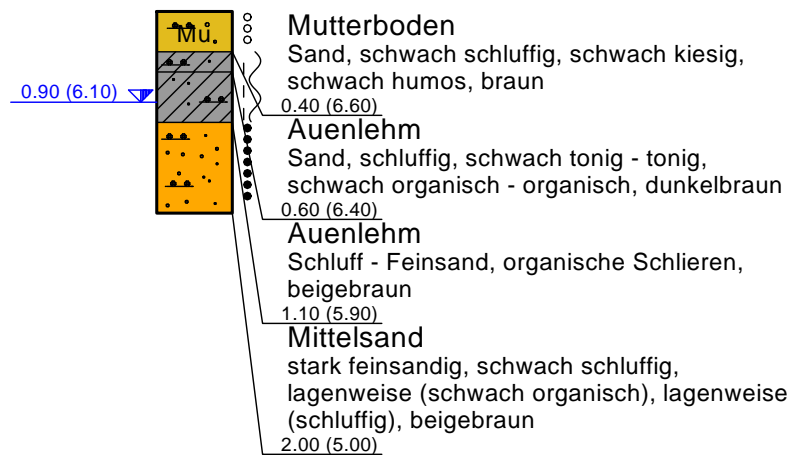 Mu.
0.90 (6.10)
Mutterboden
Sand, schwach schluffig, schwach kiesig,
schwach humos, braun
0.40 (6.60)
Auenlehm
Sand, schluffig, schwach tonig - tonig,
schwach organisch - organisch, dunkelbraun
0.60 (6.40)
Auenlehm
Schluff - Feinsand, organische Schlieren,
beigebraun
1.10 (5.90)
Mittelsand
stark feinsandig, schwach schluffig,
lagenweise (schwach organisch), lagenweise
(schluffig), beigebraun
2.00 (5.00)